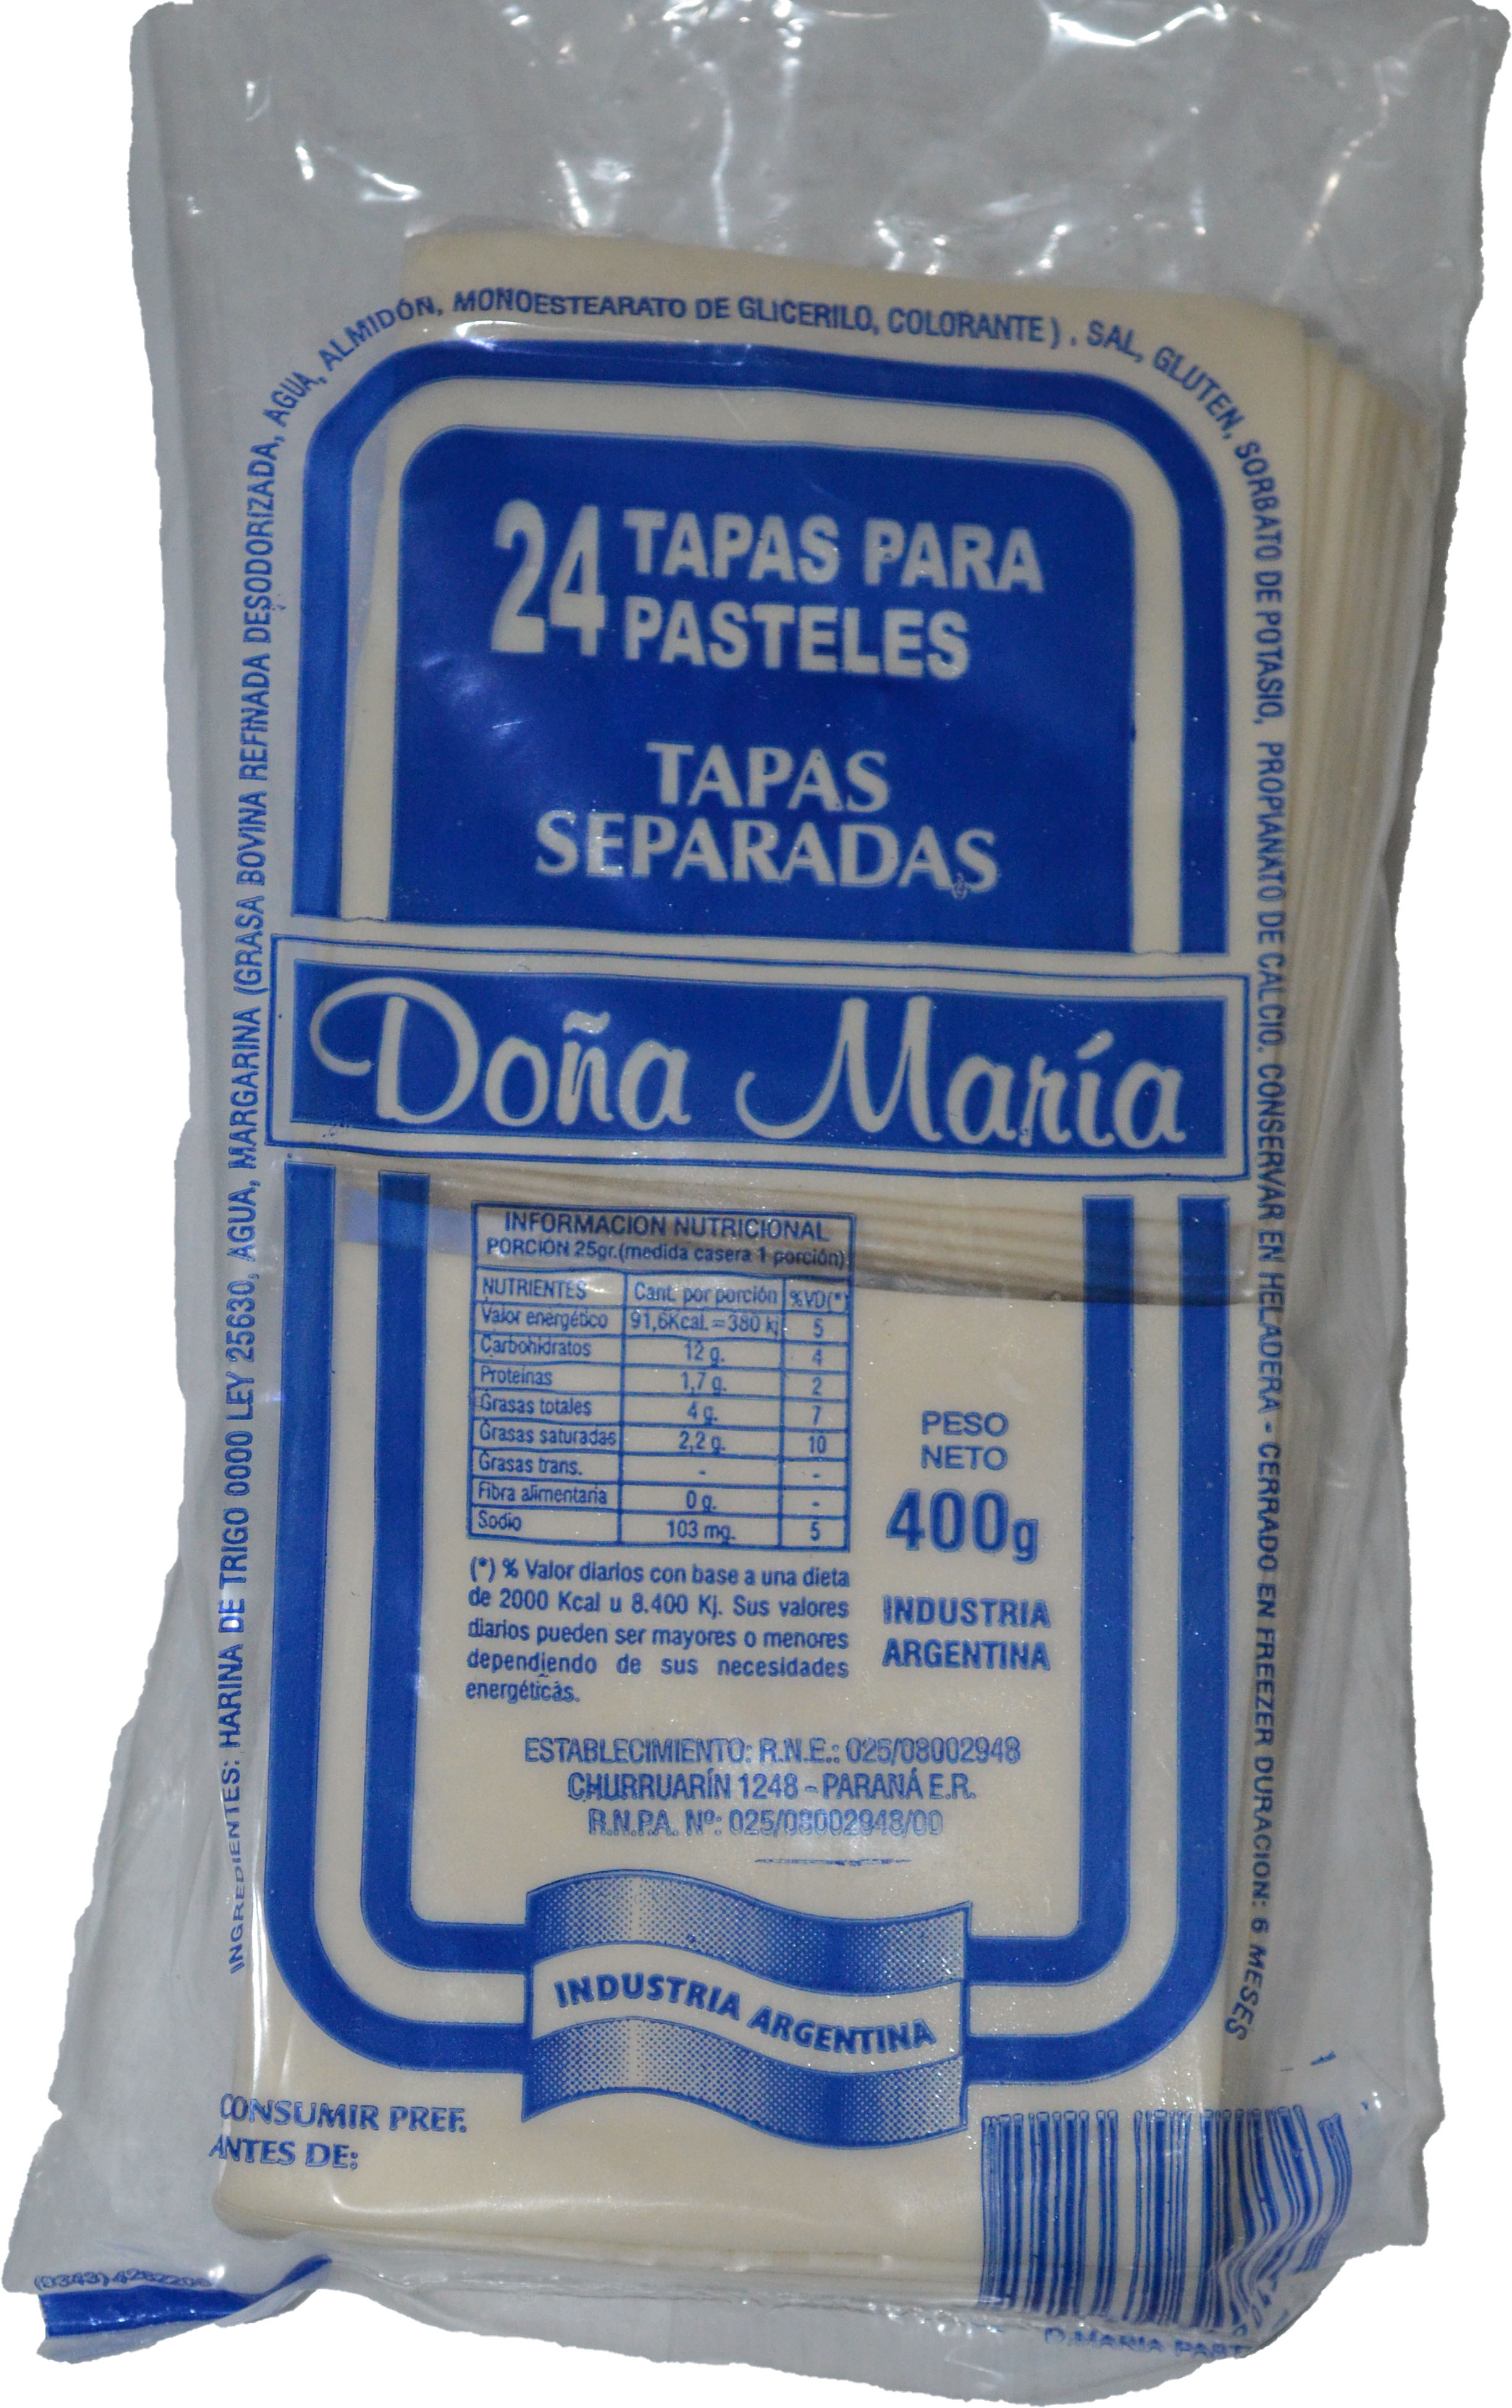 INGREDIENTES: HARINA DE TRIGO 0000 LEY 25630, AGUA, MARGARINA (GRASA BOVINA REFINADA DESODORIZADA, AGUA, ALMIDÓN, MONOESTEARATO DE GLICERILO, COLORANTE) . SAL, GLUTEN, SORBATO DE POTASIO, PROPIANATO DE CALCIO. CONSERVAR EN HELADERA - CERRADO EN FREEZER DURACION: 6 MESES
24 TAPAS PARA
PASTELES
TAPAS
SEPARADAS
Doña María
INFORMACION NUTRICIONAL
PORCION 25gr.(medida casera 1 porción)
NUTRIENTES Cant. por porción %VD(*)
Valor energético 91,6Kcal.=380 kj 5
Carbohidratos 12 g. 4
Proteínas 1,7 g. 2
Grasas totales 4 g. 7
Grasas saturadas 2,2 g. 10
Grasas trans. - -
Fibra alimentaria 0 g. -
Sodio 103 mg. 5
(*) % Valor diarios con base a una dieta
de 2000 Kcal u 8.400 Kj. Sus valores
diarios pueden ser mayores o menores
dependiendo de sus necesidades
energéticas.
PESO
NETO
400g
INDUSTRIA
ARGENTINA
ESTABLECIMIENTO: R.N.E.: 025/08002948
CHURRUARÍN 1248 - PARANÁ E.R.
R.N.P.A. Nº: 025/08002948/00
INDUSTRIA ARGENTINA
CONSUMIR PREF.
ANTES DE:
(0343)
D.MARIA